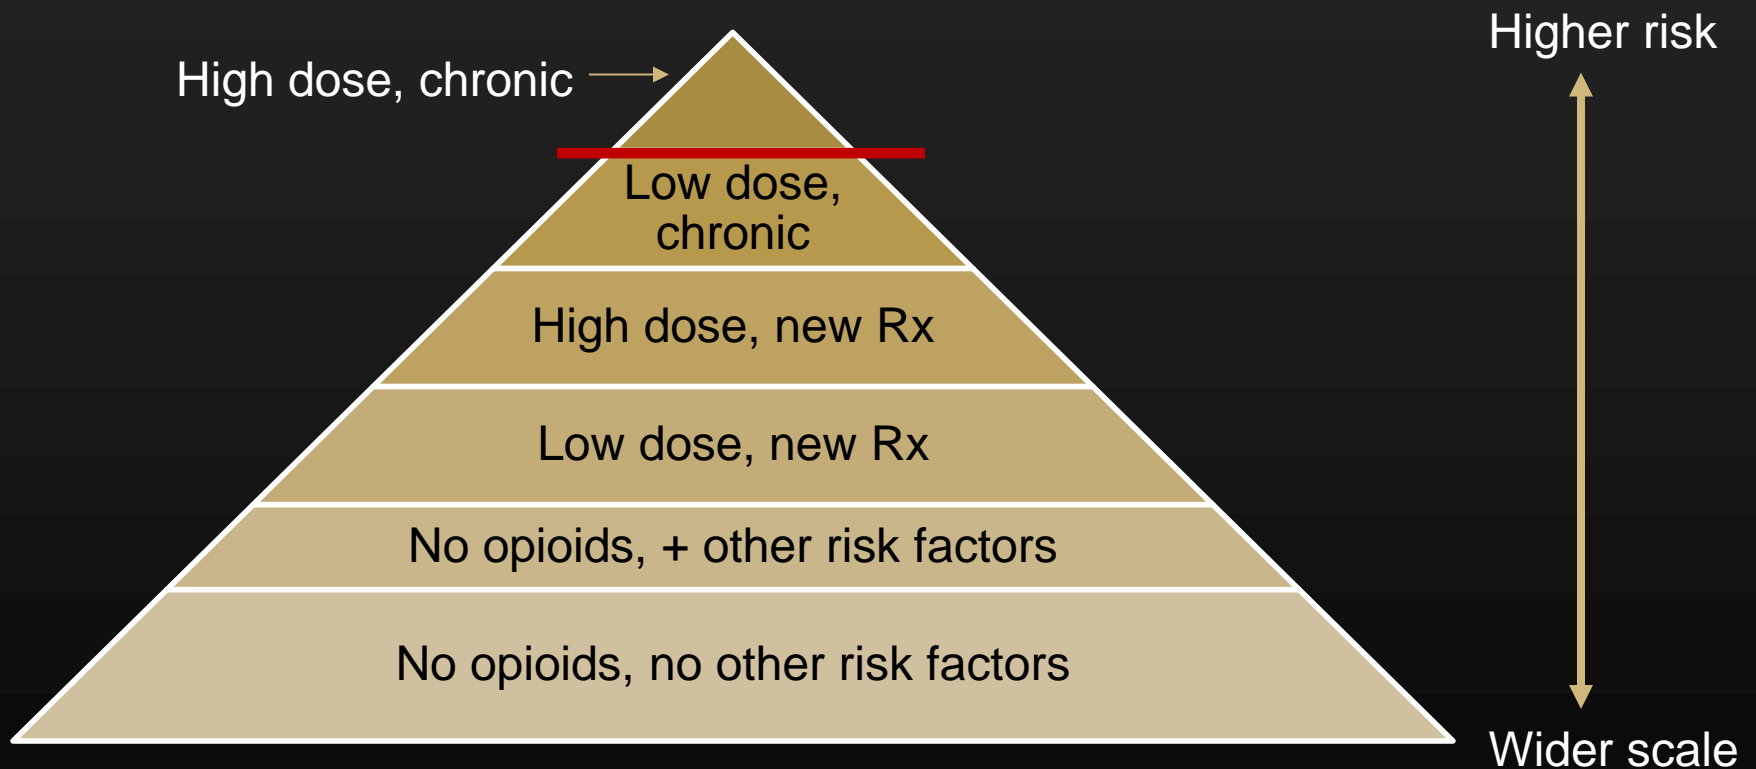 Higher risk
High dose, chronic
Low dose,
chronic
High dose, new Rx
Low dose, new Rx
No opioids, + other risk factors
No opioids, no other risk factors
Wider scale